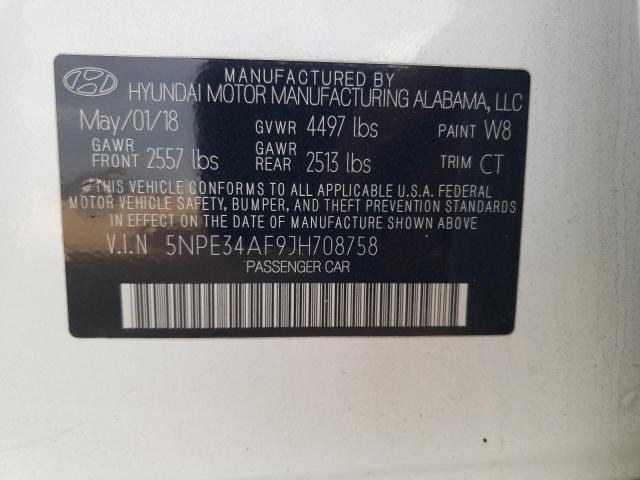 MANUFACTURED BY
HYUNDAI MOTOR MANUFACTURING ALABAMA, LLC
May/01/18 GVWR 4497 lbs PAINT W8
GAWR FRONT 2557 lbs GAWR REAR 2513 lbs TRIM CT
THIS VEHICLE CONFORMS TO ALL APPLICABLE U.S.A. FEDERAL
MOTOR VEHICLE SAFETY, BUMPER, AND THEFT PREVENTION STANDARDS
IN EFFECT ON THE DATE OF MANUFACTURE SHOWN ABOVE.
V.I.N 5NPE34AF9JH708758
PASSENGER CAR